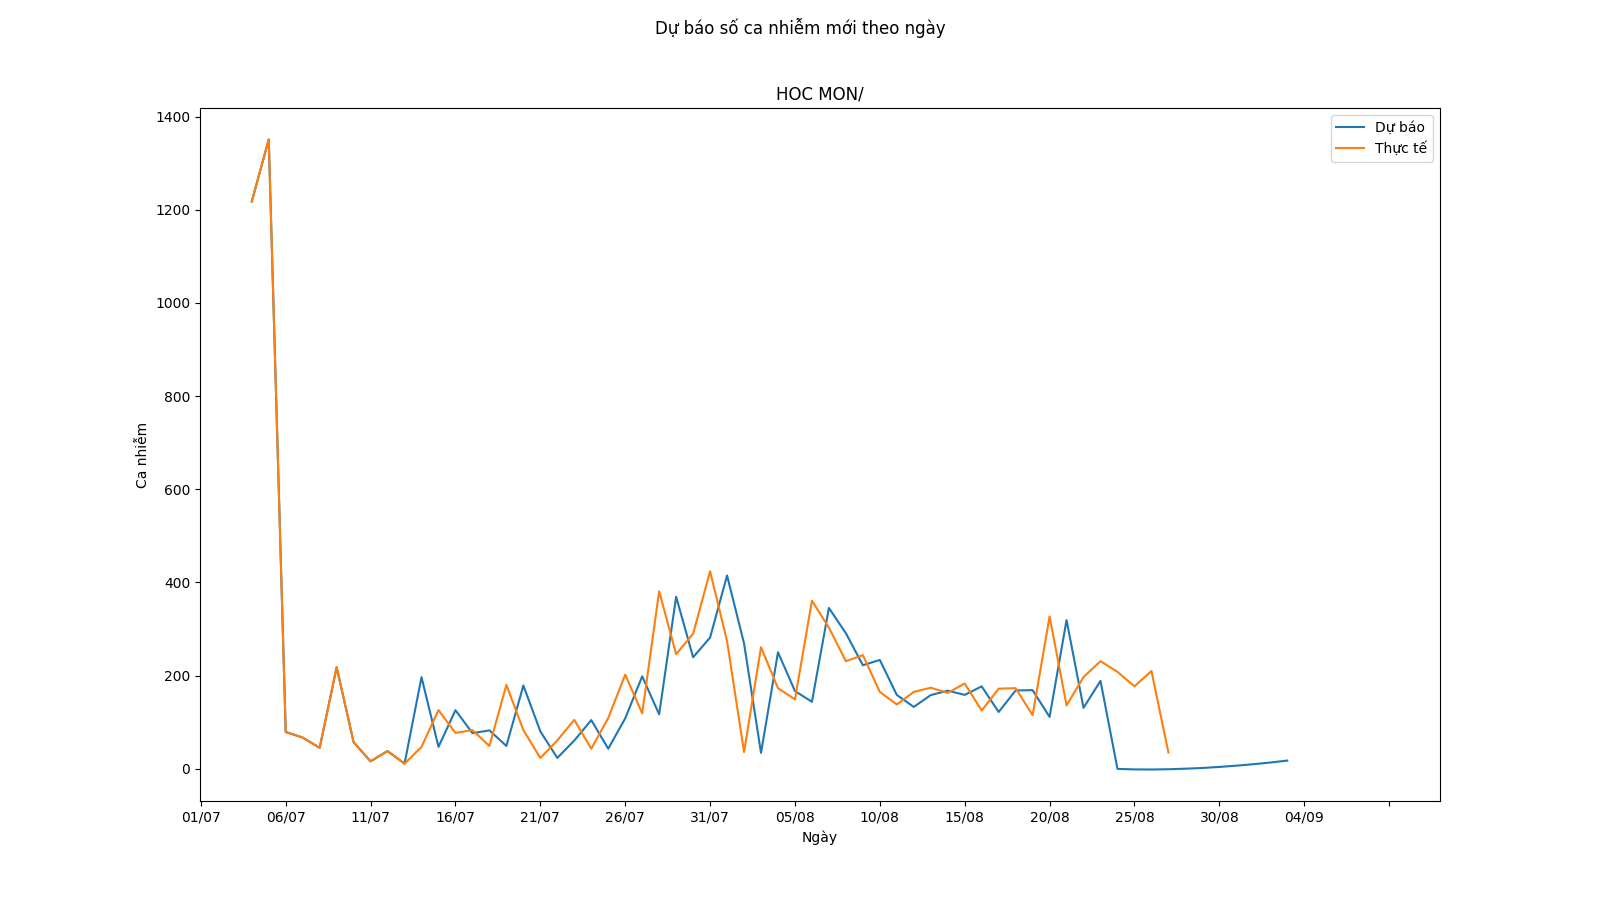 Dự báo số ca nhiễm mới theo ngày
HOC MON/
1400
1200
1000
800
600
400
200
0
Ca nhiễm
Dự báo
Thực tế
01/07 06/07 11/07 16/07 21/07 26/07 31/07 05/08 10/08 15/08 20/08 25/08 30/08 04/09
Ngày